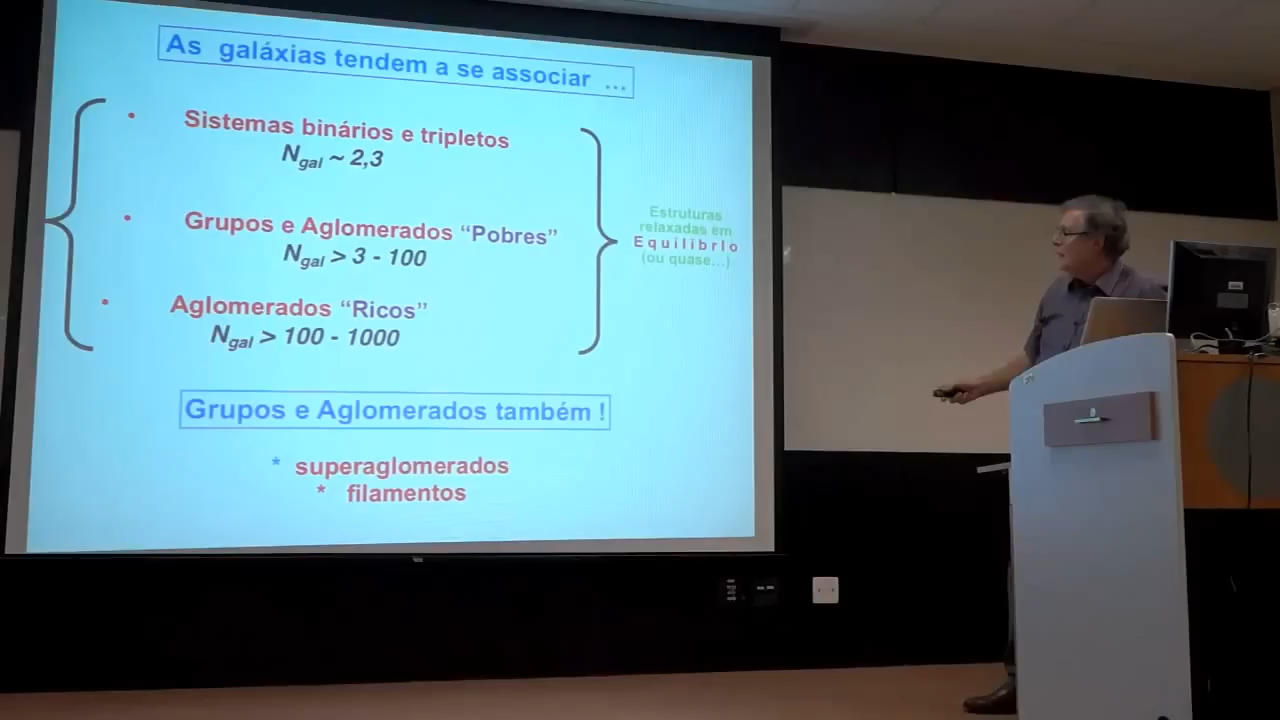 As galáxias tendem a se associar ...
• Sistemas binários e tripletos
Ngal ~ 2,3
• Grupos e Aglomerados “Pobres”
Ngal > 3 - 100
• Aglomerados “Ricos”
Ngal > 100 - 1000
Estruturas
relaxadas em
EquilíbrIo
(ou quase...)
Grupos e Aglomerados também !
* superaglomerados
* filamentos